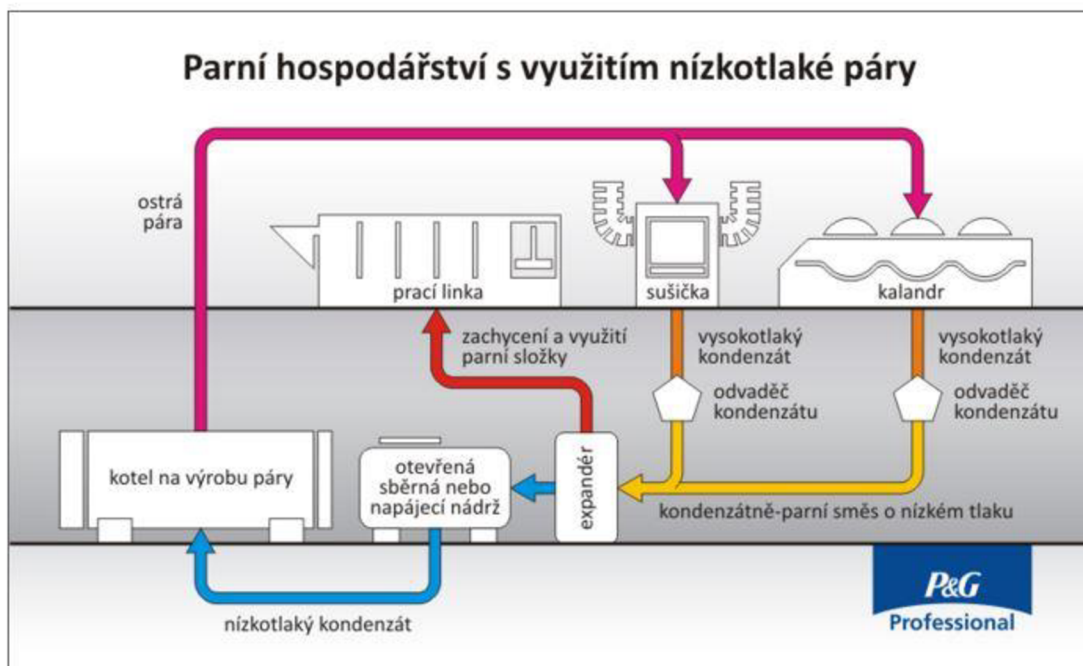 Parní hospodářství s využitím nízkotlaké páry
ostrá
pára
prací linka
sušička
kalandr
zachycení a využití
parní složky
vysokotlaký
kondenzát
vysokotlaký
kondenzát
odvaděč
kondenzátu
odvaděč
kondenzátu
kotel na výrobu páry
otevřená
sběrná nebo
napájecí nádrž
expandér
kondenzátně-parní směs o nízkém tlaku
nízkotlaký kondenzát
P&G
Professional